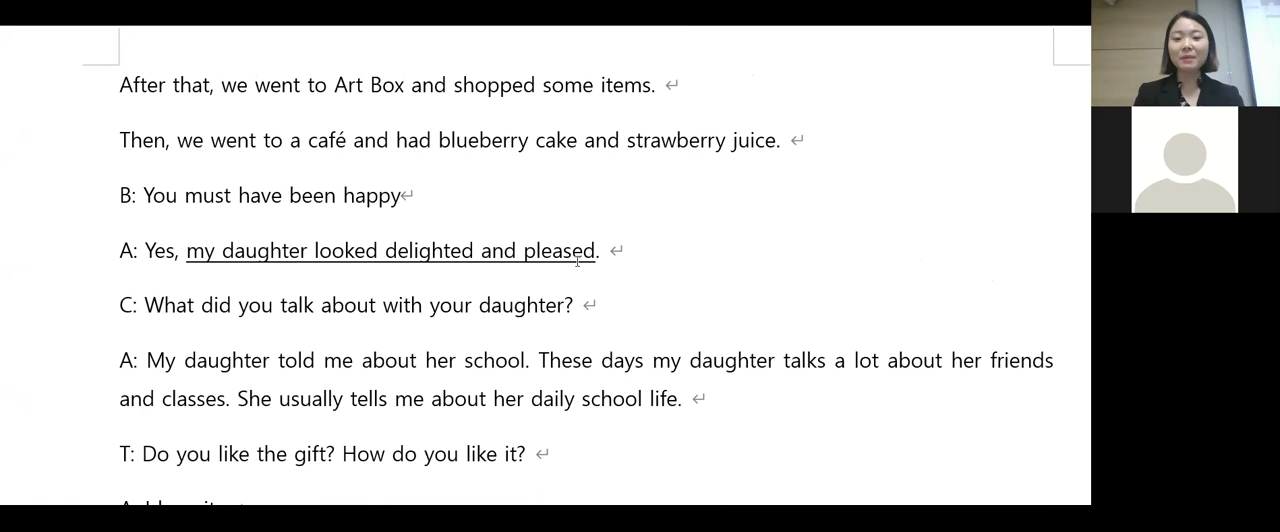 After that, we went to Art Box and shopped some items.
Then, we went to a café and had blueberry cake and strawberry juice.
B: You must have been happy
A: Yes, my daughter looked delighted and pleased.
C: What did you talk about with your daughter?
A: My daughter told me about her school. These days my daughter talks a lot about her friends
and classes. She usually tells me about her daily school life.
T: Do you like the gift? How do you like it?